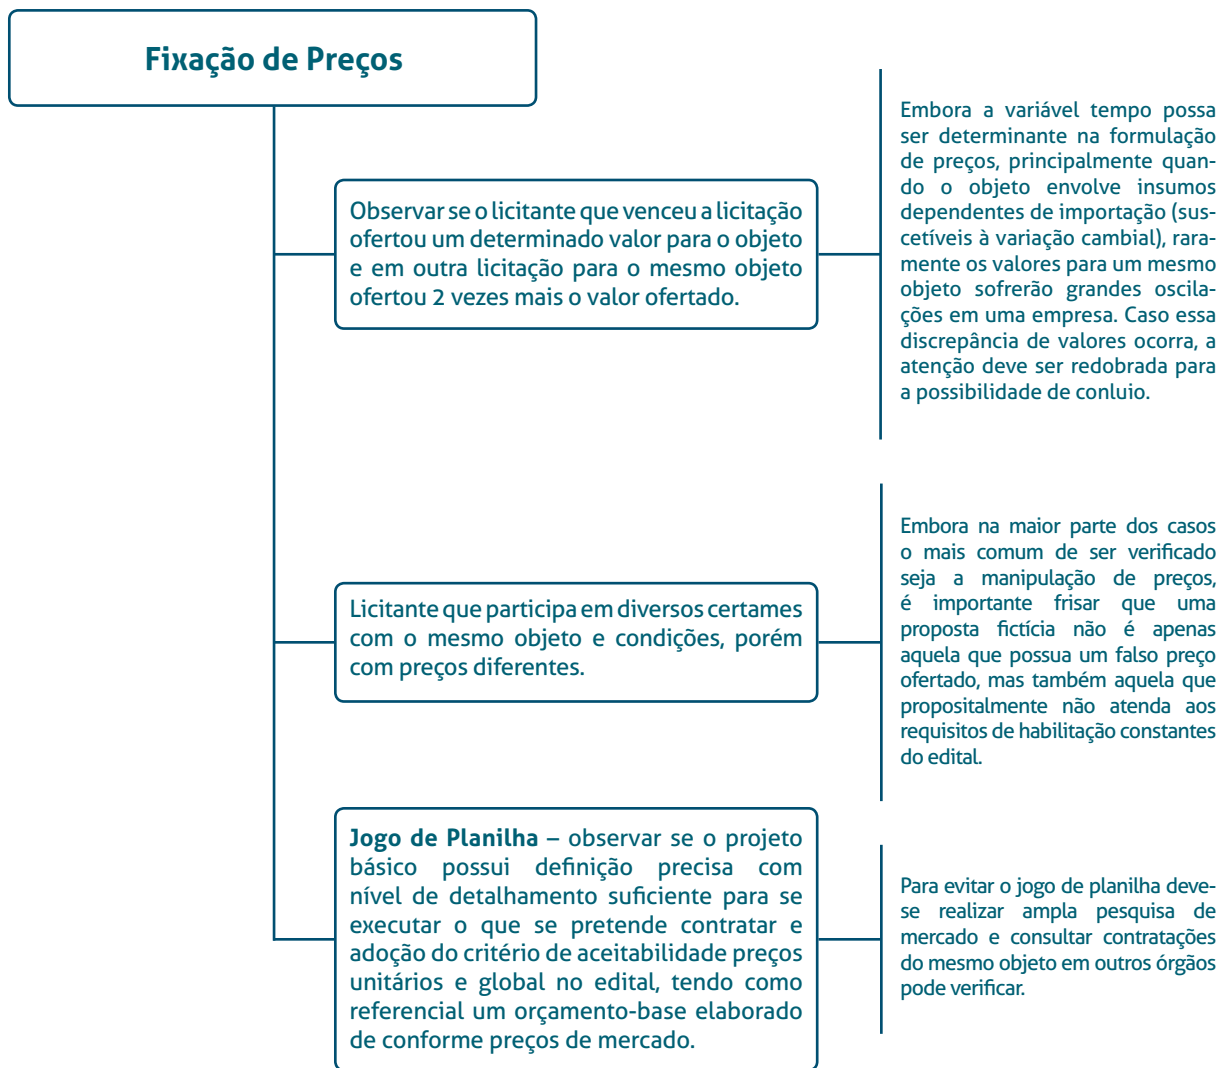 Fixação de Preços
Observar se o licitante que venceu a licitação
ofertou um determinado valor para o objeto
e em outra licitação para o mesmo objeto
ofertou 2 vezes mais o valor ofertado.
Embora a variável tempo possa
ser determinante na formulação
de preços, principalmente quan-
do o objeto envolve insumos
dependentes de importação (sus-
cetíveis à variação cambial), rara-
mente os valores para um mesmo
objeto sofrerão grandes oscila-
ções em uma empresa. Caso essa
discrepância de valores ocorra, a
atenção deve ser redobrada para
a possibilidade de conluio.
Licitante que participa em diversos certames
com o mesmo objeto e condições, porém
com preços diferentes.
Embora na maior parte dos casos
o mais comum de ser verificado
seja a manipulação de preços,
é importante frisar que uma
proposta fictícia não é apenas
aquela que possua um falso preço
ofertado, mas também aquela que
propositalmente não atenda aos
requisitos de habilitação constantes
do edital.
Jogo de Planilha – observar se o projeto
básico possui definição precisa com
nível de detalhamento suficiente para se
executar o que se pretende contratar e
adoção do critério de aceitabilidade preços
unitários e global no edital, tendo como
referencial um orçamento-base elaborado
de conforme preços de mercado.
Para evitar o jogo de planilha deve-
se realizar ampla pesquisa de
mercado e consultar contratações
do mesmo objeto em outros órgãos
pode verificar.